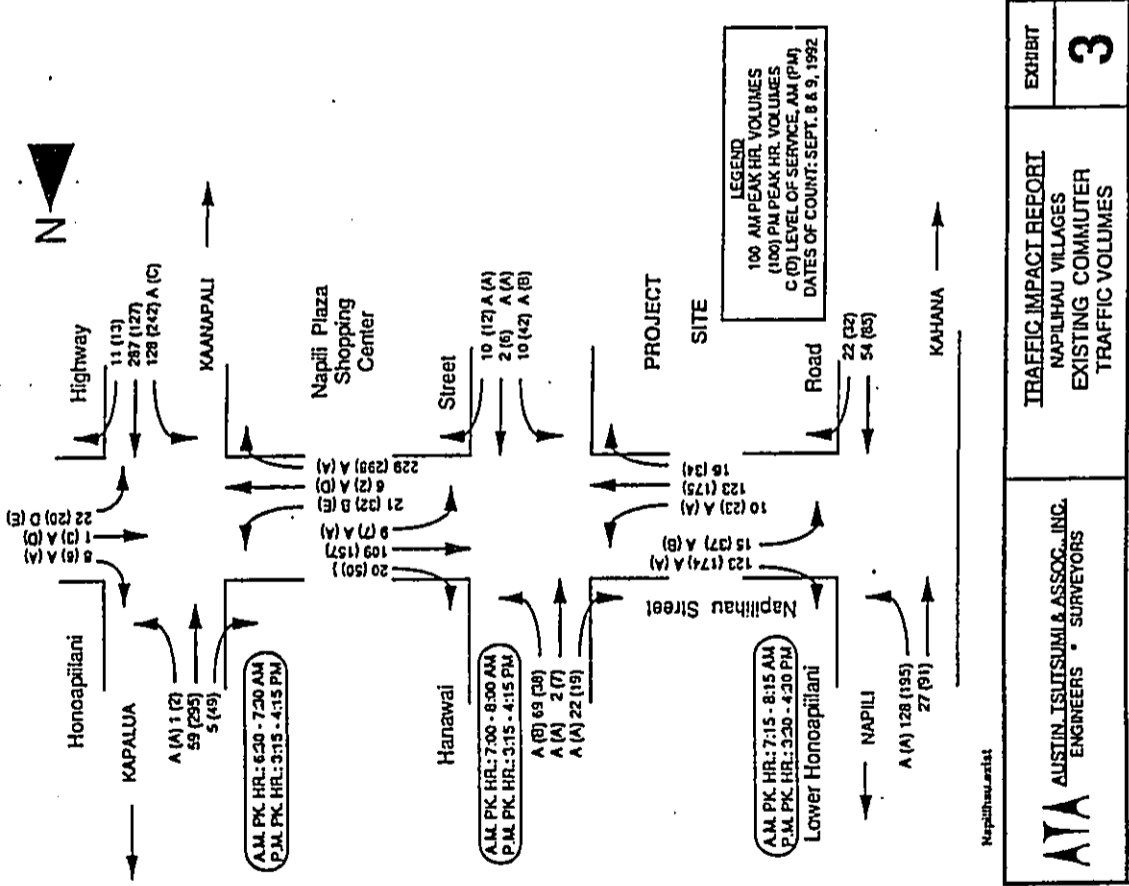 N
Honoapiilani
Highway
KAPALUA
KAANAPALI
8 (6) A (A)
1 (3) A (D)
22 (20) D (E)
11 (13)
287 (127)
128 (242) A (C)
A (A) 1 (2)
59 (295)
5 (49)
21 (32) B (E)
6 (2) A (D)
229 (298) A (A)
A.M. PK. HR.: 6:30 - 7:30 AM
P.M. PK. HR.: 3:15 - 4:15 PM
Napili Plaza
Shopping
Center
Hanawai
Street
20 (50)
109 (157)
9 (7) A (A)
10 (12) A (A)
2 (6) A (A)
10 (42) A (B)
A (B) 69 (38)
A (A) 2 (7)
A (A) 22 (19)
10 (23) A (A)
123 (175)
16 (34)
A.M. PK. HR.: 7:00 - 8:00 AM
P.M. PK. HR.: 3:15 - 4:15 PM
PROJECT
SITE
Napilihau Street
Lower Honoapiilani
Road
123 (174) A (A)
15 (37) A (B)
22 (32)
54 (85)
A (A) 128 (195)
27 (91)
A.M. PK. HR.: 7:15 - 8:15 AM
P.M. PK. HR.: 3:30 - 4:30 PM
NAPILI
KAHANA
LEGEND
100 AM PEAK HR. VOLUMES
(100) PM PEAK HR. VOLUMES
C (D) LEVEL OF SERVICE, AM (PM)
DATES OF COUNT: SEPT. 8 & 9, 1992
Napilihau.exist
ATA
AUSTIN, TSUTSUMI & ASSOC., INC.
ENGINEERS * SURVEYORS
TRAFFIC IMPACT REPORT
NAPILIHAU VILLAGES
EXISTING COMMUTER
TRAFFIC VOLUMES
EXHIBIT
3